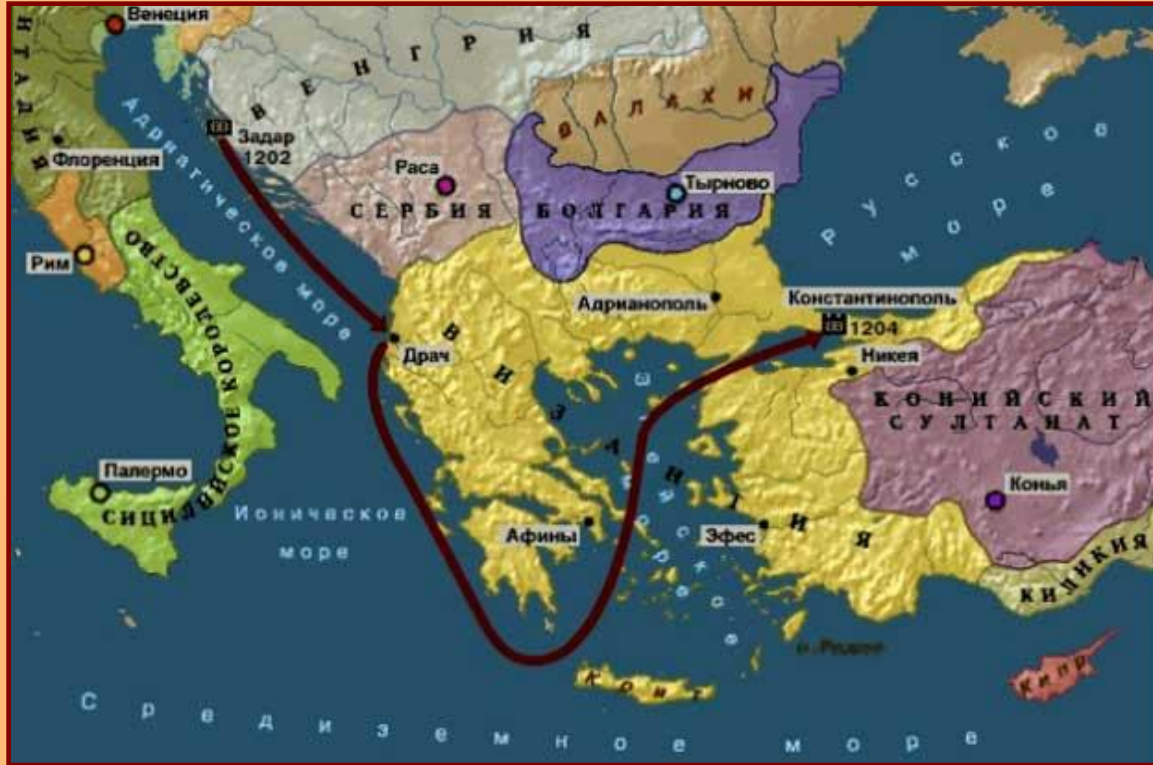 Венеция
ИТАЛИЯ
ВЕНГРИЯ
Адриатическое море
Задар
1202
Флоренция
ВАЛАХИ
Русское море
Раса
СЕРБИЯ
БОЛГАРИЯ
Тырново
Рим
СИЦИЛИЙСКОЕ КОРОЛЕВСТВО
Адрианополь
Константинополь
1204
Драч
Никея
ВИЗАНТИЯ
КОНИЙСКИЙ
СУЛТАНАТ
Эгейское море
Палермо
Конья
Ионическое
море
Афины
Эфес
КИЛИКИЯ
о. Родос
Крит
Кипр
Средиземное море